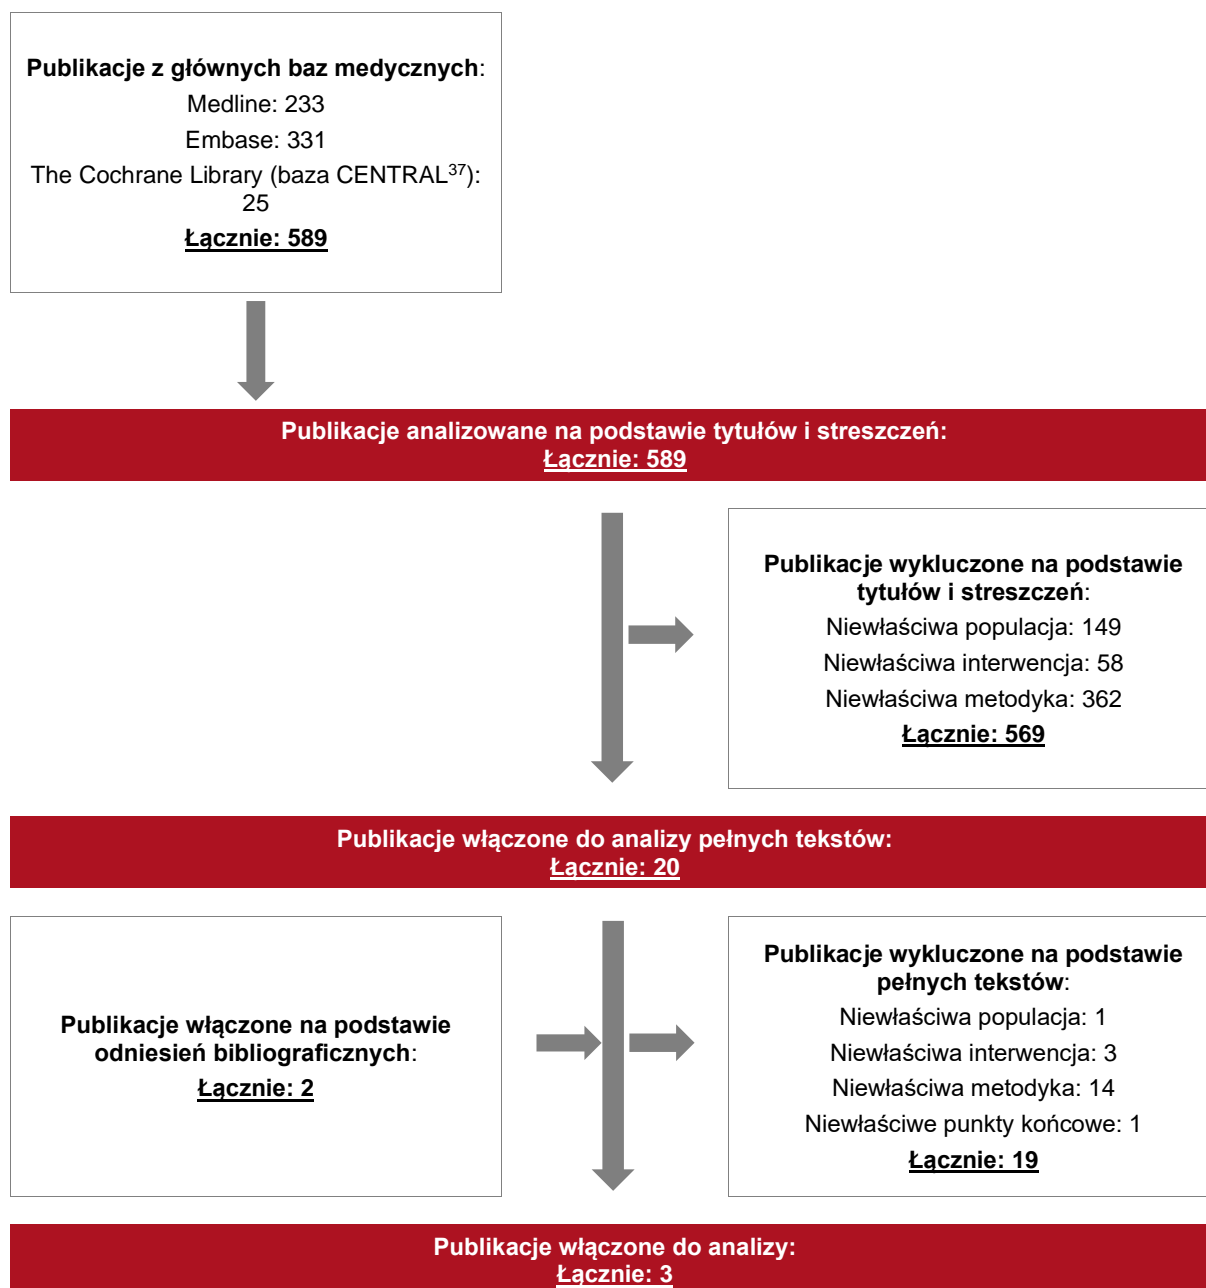 Publikacje z głównych baz medycznych:
Medline: 233
Embase: 331
The Cochrane Library (baza CENTRAL37):
25
Łącznie: 589
Publikacje analizowane na podstawie tytułów i streszczeń:
Łącznie: 589
Publikacje wykluczone na podstawie
tytułów i streszczeń:
Niewłaściwa populacja: 149
Niewłaściwa interwencja: 58
Niewłaściwa metodyka: 362
Łącznie: 569
Publikacje włączone do analizy pełnych tekstów:
Łącznie: 20
Publikacje włączone na podstawie
odniesień bibliograficznych:
Łącznie: 2
Publikacje wykluczone na podstawie
pełnych tekstów:
Niewłaściwa populacja: 1
Niewłaściwa interwencja: 3
Niewłaściwa metodyka: 14
Niewłaściwe punkty końcowe: 1
Łącznie: 19
Publikacje włączone do analizy:
Łącznie: 3